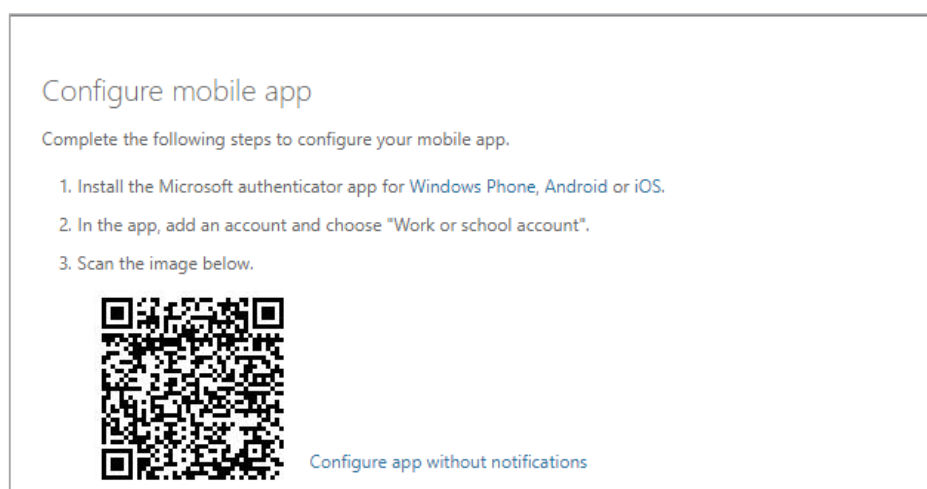 Configure mobile app
Complete the following steps to configure your mobile app.
1. Install the Microsoft authenticator app for Windows Phone, Android or iOS.
2. In the app, add an account and choose "Work or school account".
3. Scan the image below.
Configure app without notifications